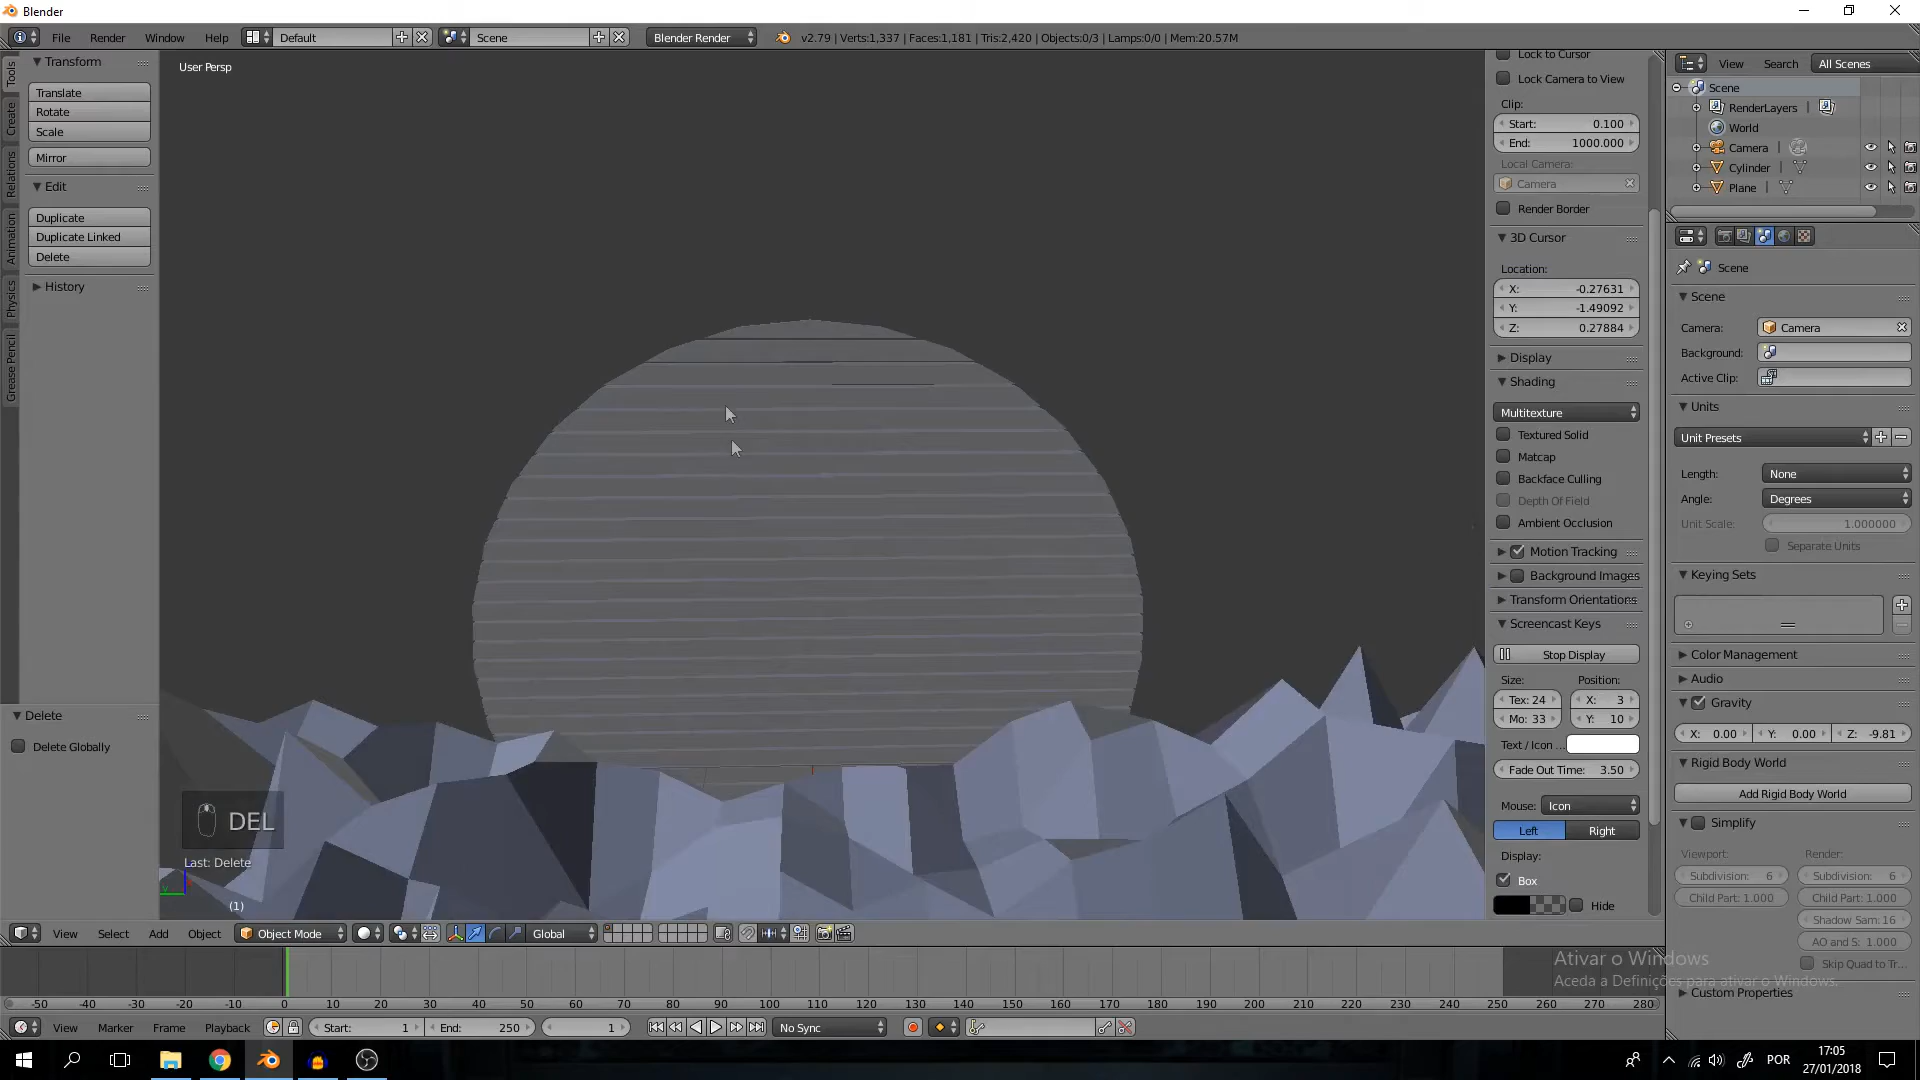 Blender
File Render Window Help Default Scene Blender Render v2.79 | Verts:1,337 | Faces:1,181 | Tris:2,420 | Objects:0/3 | Lamps:0/0 | Mem:20.57M
Tools
Create
Relations
Animation
Physics
Grease Pencil
Transform
Translate
Rotate
Scale
Mirror
Edit
Duplicate
Duplicate Linked
Delete
History
Delete
Delete Globally
User Persp
DEL
Last: Delete
y
(1)
Lock to Cursor
Lock Camera to View
Clip:
Start: 0.100
End: 1000.000
Local Camera:
Camera
Render Border
3D Cursor
Location:
X: -0.27631
Y: -1.49092
Z: 0.27884
Display
Shading
Multitexture
Textured Solid
Matcap
Backface Culling
Depth Of Field
Ambient Occlusion
Motion Tracking
Background Images
Transform Orientations
Screencast Keys
Stop Display
Size: Position:
Tex: 24 X: 3
Mo: 33 Y: 10
Text / Icon ...
Fade Out Time: 3.50
Mouse: Icon
Left Right
Display:
Box
Hide
View Search All Scenes
Scene
RenderLayers
World
Camera
Cylinder
Plane
Scene
Scene
Camera: Camera
Background:
Active Clip:
Units
Unit Presets
Length: None
Angle: Degrees
Unit Scale: 1.000000
Separate Units
Keying Sets
Color Management
Audio
Gravity
X: 0.00 Y: 0.00 Z: -9.81
Rigid Body World
Add Rigid Body World
Simplify
Viewport: Render:
Subdivision: 6 Subdivision: 6
Child Part: 1.000 Child Part: 1.000
Shadow Sam: 16
AO and S: 1.000
Skip Quad to Tr...
Custom Properties
Ativar o Windows
Aceda a Definições para ativar o Windows.
View Select Add Object Object Mode Global
-50 -40 -30 -20 -10 0 10 20 30 40 50 60 70 80 90 100 110 120 130 140 150 160 170 180 190 200 210 220 230 240 250 260 270 280
View Marker Frame Playback Start: 1 End: 250 1 No Sync
POR 17:05
27/01/2018